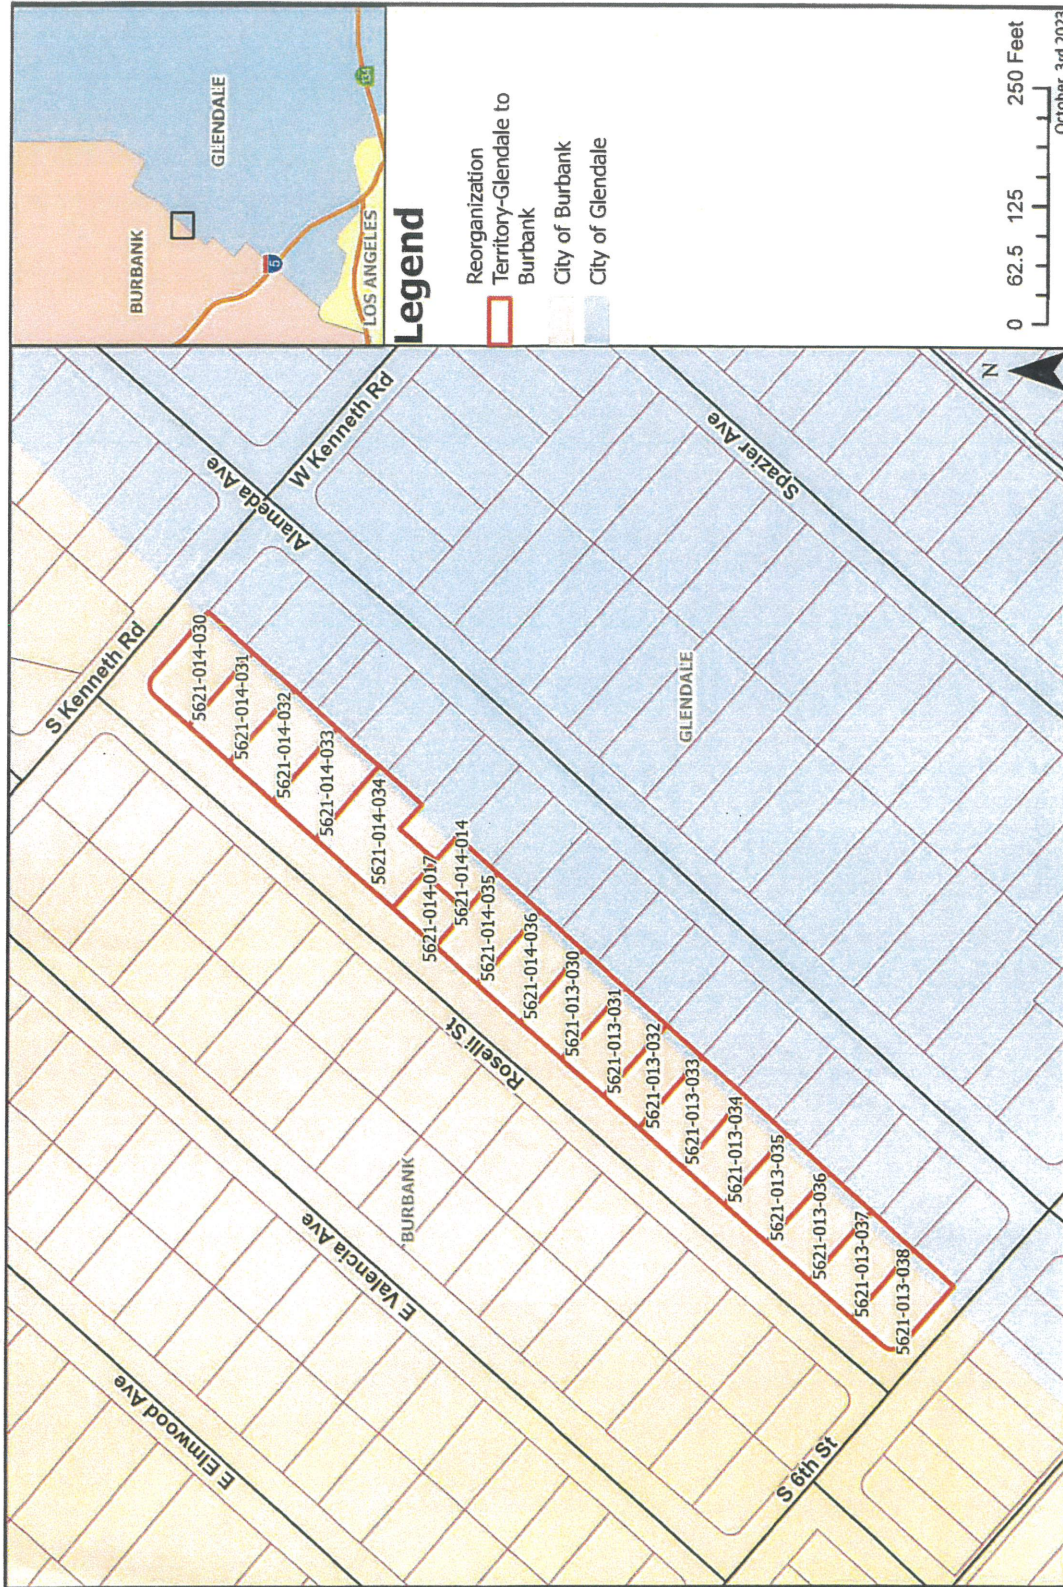 BURBANK
GLENDALE
LOS ANGELES
5
134
Legend
Reorganization
Territory-Glendale to
Burbank
City of Burbank
City of Glendale
0 62.5 125 250 Feet
October, 3rd 2023
N
S Kenneth Rd
W Kenneth Rd
Alameda Ave
Spazier Ave
GLENDALE
Roselli St
BURBANK
E Valencia Ave
E Elmwood Ave
S 6th St
5621-014-030
5621-014-031
5621-014-032
5621-014-033
5621-014-034
5621-014-017
5621-014-014
5621-014-035
5621-014-036
5621-013-030
5621-013-031
5621-013-032
5621-013-033
5621-013-034
5621-013-035
5621-013-036
5621-013-037
5621-013-038